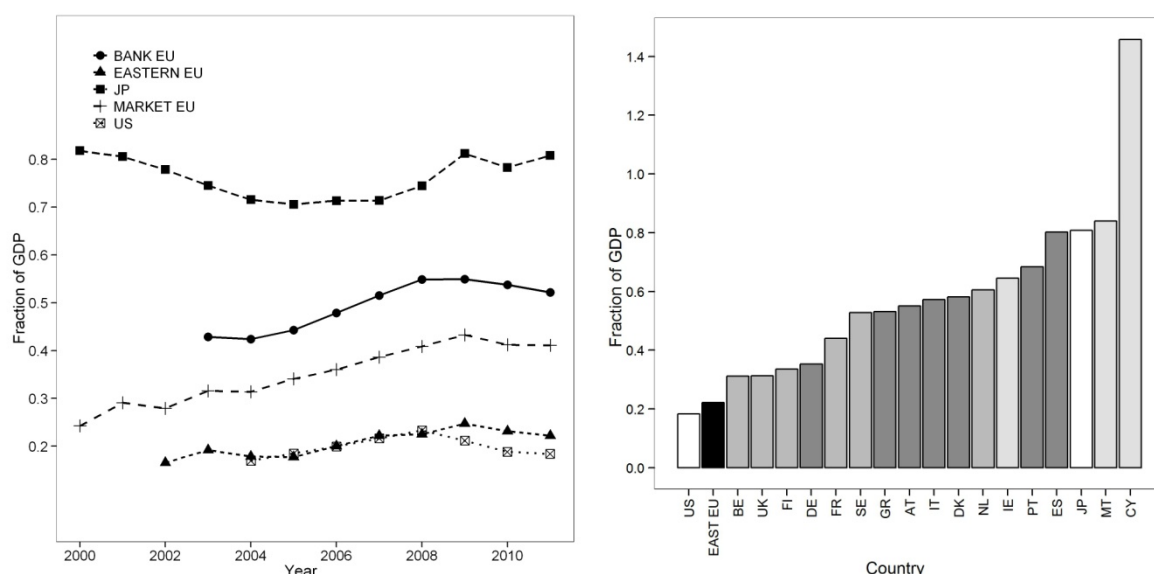 BANK EU
EASTERN EU
JP
MARKET EU
US
0.8
0.7
0.6
0.5
0.4
0.3
0.2
Fraction of GDP
2000 2002 2004 2006 2008 2010
Year
1.4
1.2
1.0
0.8
0.6
0.4
0.2
0.0
Fraction of GDP
US EAST EU BE UK FI DE FR SE GR AT IT DK NL IE PT ES JP MT CY
Country